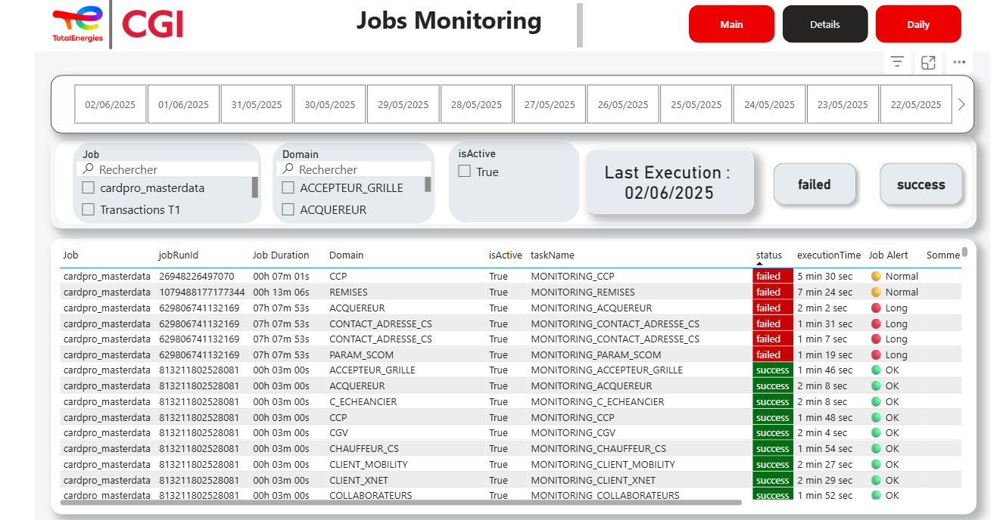 TotalEnergies CGI Jobs Monitoring Main Details Daily
02/06/2025 01/06/2025 31/05/2025 30/05/2025 29/05/2025 28/05/2025 27/05/2025 26/05/2025 25/05/2025 24/05/2025 23/05/2025 22/05/2025
Job
Rechercher
cardpro_masterdata
Transactions T1
Domain
Rechercher
ACCEPTEUR_GRILLE
ACQUEREUR
isActive
True
Last Execution :
02/06/2025
failed
success
Job jobRunId Job Duration Domain isActive taskName status executionTime Job Alert Somme
cardpro_masterdata 26948226497070 00h 07m 01s CCP True MONITORING_CCP failed 5 min 30 sec Normal
cardpro_masterdata 1079488177177344 00h 13m 06s REMISES True MONITORING_REMISES failed 7 min 24 sec Normal
cardpro_masterdata 629806741132169 07h 07m 53s ACQUEREUR True MONITORING_ACQUEREUR failed 2 min 2 sec Long
cardpro_masterdata 629806741132169 07h 07m 53s CONTACT_ADRESSE_CS True MONITORING_CONTACT_ADRESSE_CS failed 1 min 31 sec Long
cardpro_masterdata 629806741132169 07h 07m 53s CONTACT_ADRESSE_CS True MONITORING_CONTACT_ADRESSE_CS failed 1 min 7 sec Long
cardpro_masterdata 629806741132169 07h 07m 53s PARAM_SCOM True MONITORING_PARAM_SCOM failed 1 min 19 sec Long
cardpro_masterdata 813211802528081 00h 03m 00s ACCEPTEUR_GRILLE True MONITORING_ACCEPTEUR_GRILLE success 1 min 46 sec OK
cardpro_masterdata 813211802528081 00h 03m 00s ACQUEREUR True MONITORING_ACQUEREUR success 2 min 8 sec OK
cardpro_masterdata 813211802528081 00h 03m 00s C_ECHEANCIER True MONITORING_C_ECHEANCIER success 2 min 8 sec OK
cardpro_masterdata 813211802528081 00h 03m 00s CCP True MONITORING_CCP success 1 min 48 sec OK
cardpro_masterdata 813211802528081 00h 03m 00s CGV True MONITORING_CGV success 2 min 4 sec OK
cardpro_masterdata 813211802528081 00h 03m 00s CHAUFFEUR_CS True MONITORING_CHAUFFEUR_CS success 1 min 54 sec OK
cardpro_masterdata 813211802528081 00h 03m 00s CLIENT_MOBILITY True MONITORING_CLIENT_MOBILITY success 2 min 27 sec OK
cardpro_masterdata 813211802528081 00h 03m 00s CLIENT_XNET True MONITORING_CLIENT_XNET success 2 min 29 sec OK
cardpro_masterdata 813211802528081 00h 03m 00s COLLABORATEURS True MONITORING_COLLABORATEURS success 1 min 52 sec OK